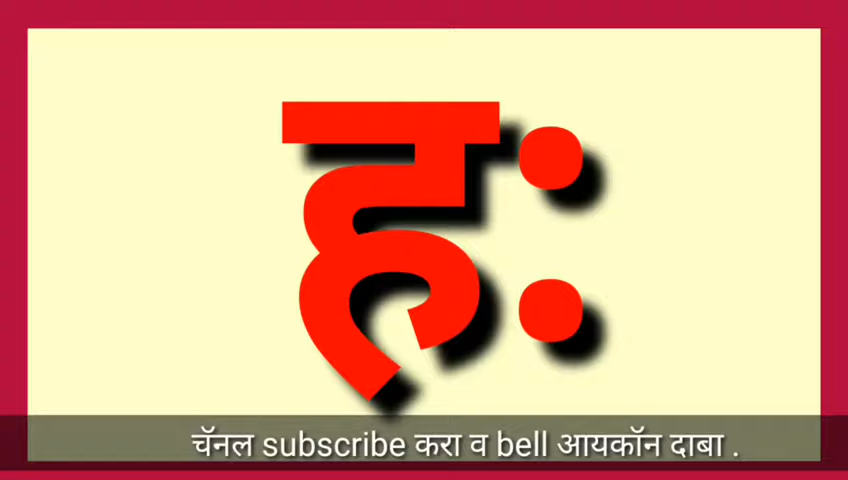 हः
चॅनल subscribe करा व bell आयकॉन दाबा .